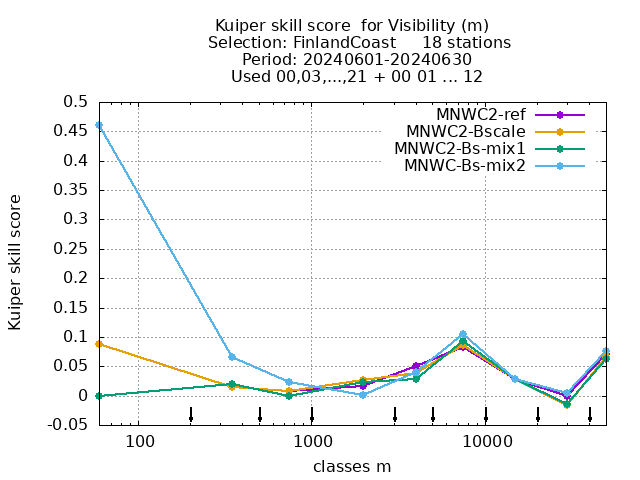 Kuiper skill score  for Visibility (m)
Selection: FinlandCoast     18 stations
Period: 20240601-20240630
Used 00,03,...,21 + 00 01 ... 12
MNWC2-ref
MNWC2-Bscale
MNWC2-Bs-mix1
MNWC-Bs-mix2
Kuiper skill score
0.5
0.45
0.4
0.35
0.3
0.25
0.2
0.15
0.1
0.05
0
-0.05
100 1000 10000
classes m